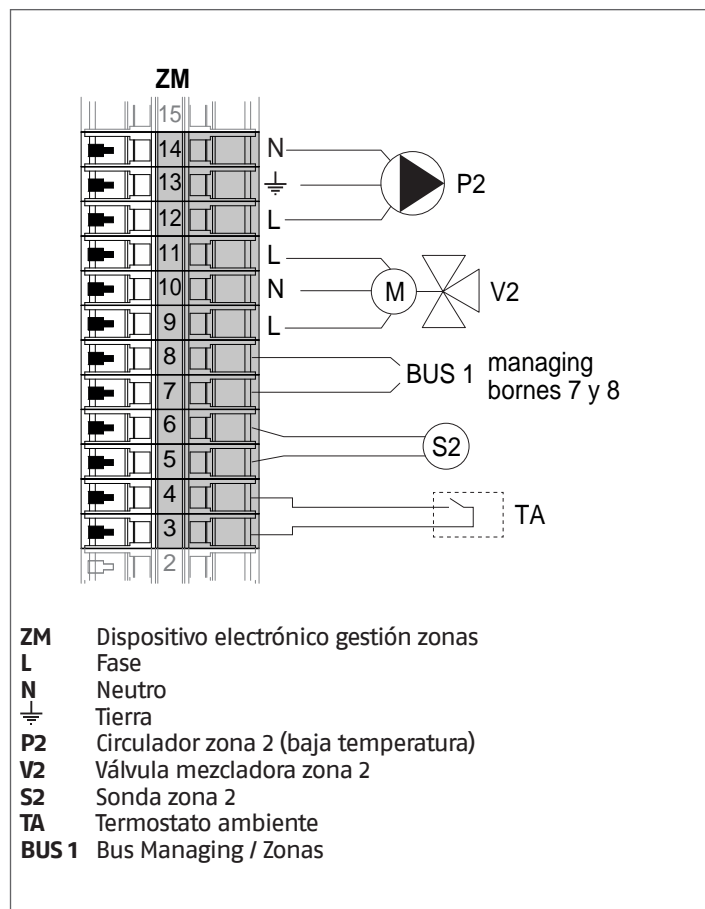 ZM
15
14 N
13
12 L
P2
11 L
10 N
9 L
M
V2
8
7
BUS 1 managing
bornes 7 y 8
6
5
S2
4
3
TA
2
ZM Dispositivo electrónico gestión zonas
L Fase
N Neutro
⏚ Tierra
P2 Circulador zona 2 (baja temperatura)
V2 Válvula mezcladora zona 2
S2 Sonda zona 2
TA Termostato ambiente
BUS 1 Bus Managing / Zonas